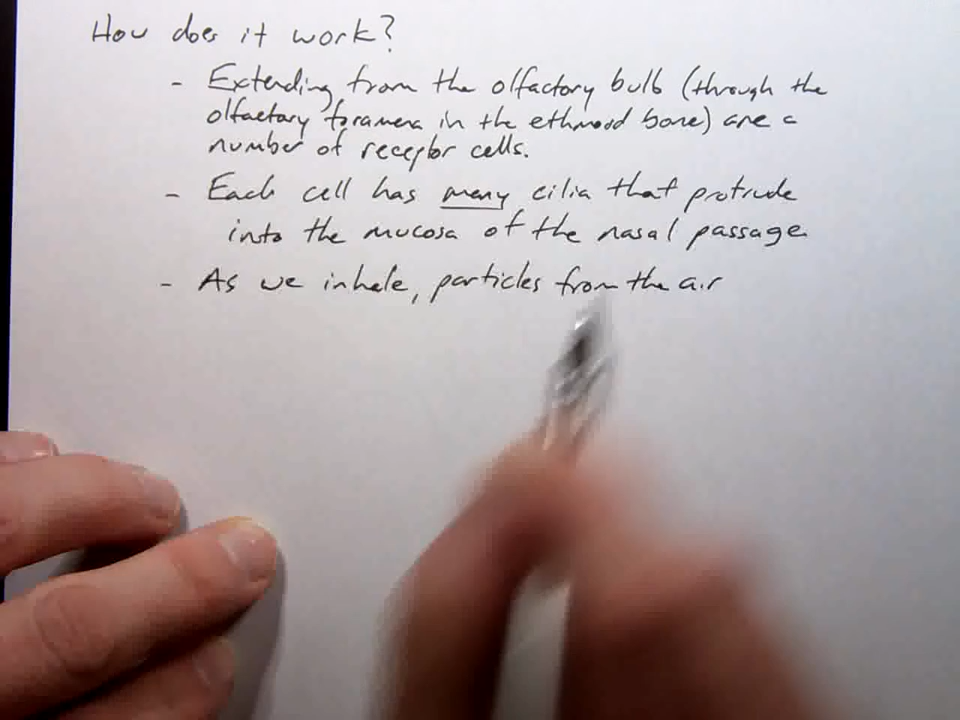 How does it work?
- Extending from the olfactory bulb (through the
olfactory foramera in the ethmoid bone) are a
number of receptor cells.
- Each cell has many cilia that protrude
into the mucosa of the nasal passage
- As we inhale, particles from the air